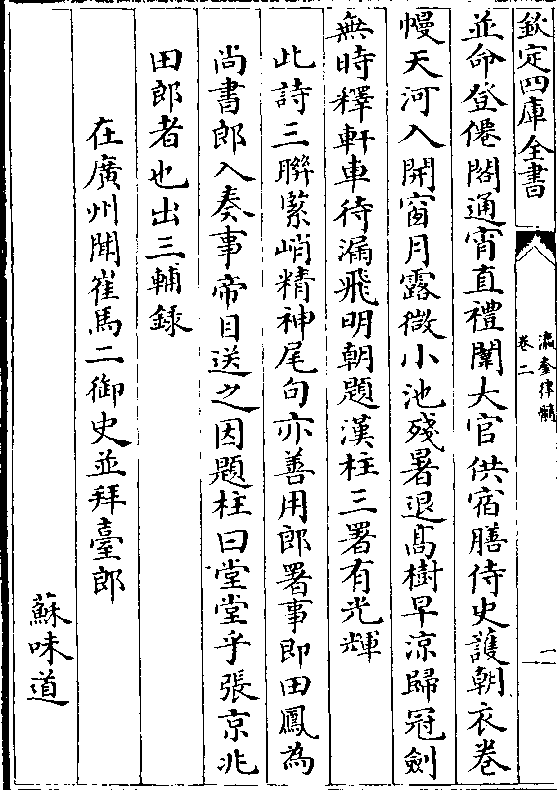 欽定四庫全書
瀛奎律髓
卷二
一
並命登僊閣通宵直禮闈大官供宿膳侍史護朝衣卷
幔天河入開窗月露微小池殘暑退髙樹早涼歸冠劍
無時釋軒車待漏飛明朝題漢柱三署有光輝
此詩三聮緊峭精神尾句亦善用郎署事即田鳳為
尚書郎入奏事帝目送之因題柱曰堂堂乎張京兆
田郎者也出三輔録
在廣州聞崔馬二御史並拜臺郎
蘇味道